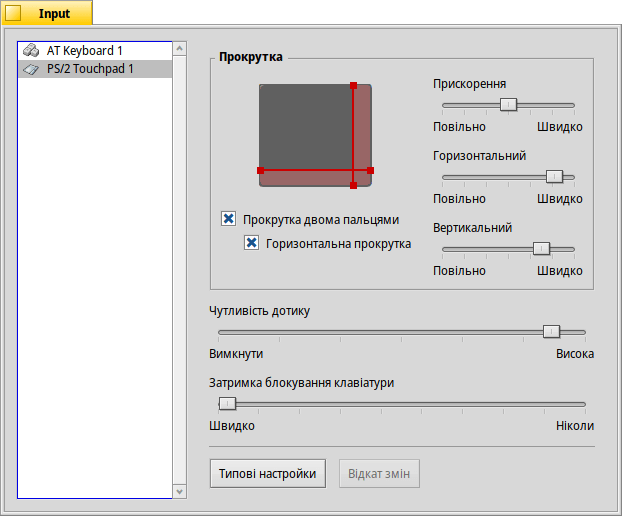 Input
AT Keyboard 1
PS/2 Touchpad 1
Прокрутка
Прискорення
Повільно Швидко
Горизонтальний
Повільно Швидко
Вертикальний
Повільно Швидко
Прокрутка двома пальцями
Горизонтальна прокрутка
Чутливість дотику
Вимкнути Висока
Затримка блокування клавіатури
Швидко Ніколи
Типові настройки Відкат змін